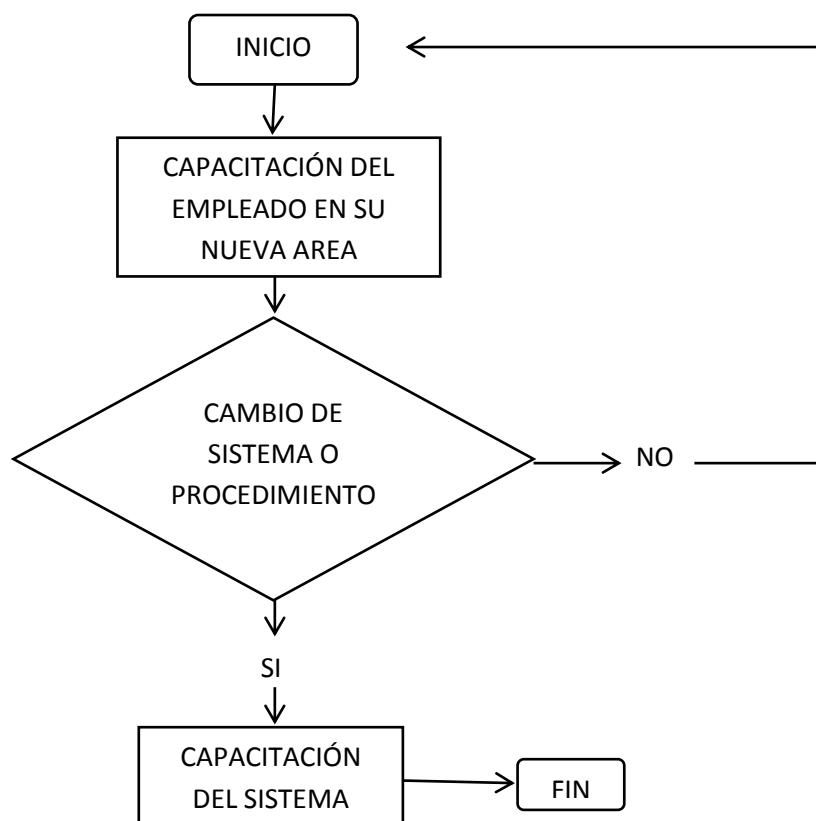 INICIO
CAPACITACIÓN DEL
EMPLEADO EN SU
NUEVA AREA
CAMBIO DE
SISTEMA O
PROCEDIMIENTO
NO
SI
CAPACITACIÓN
DEL SISTEMA
FIN